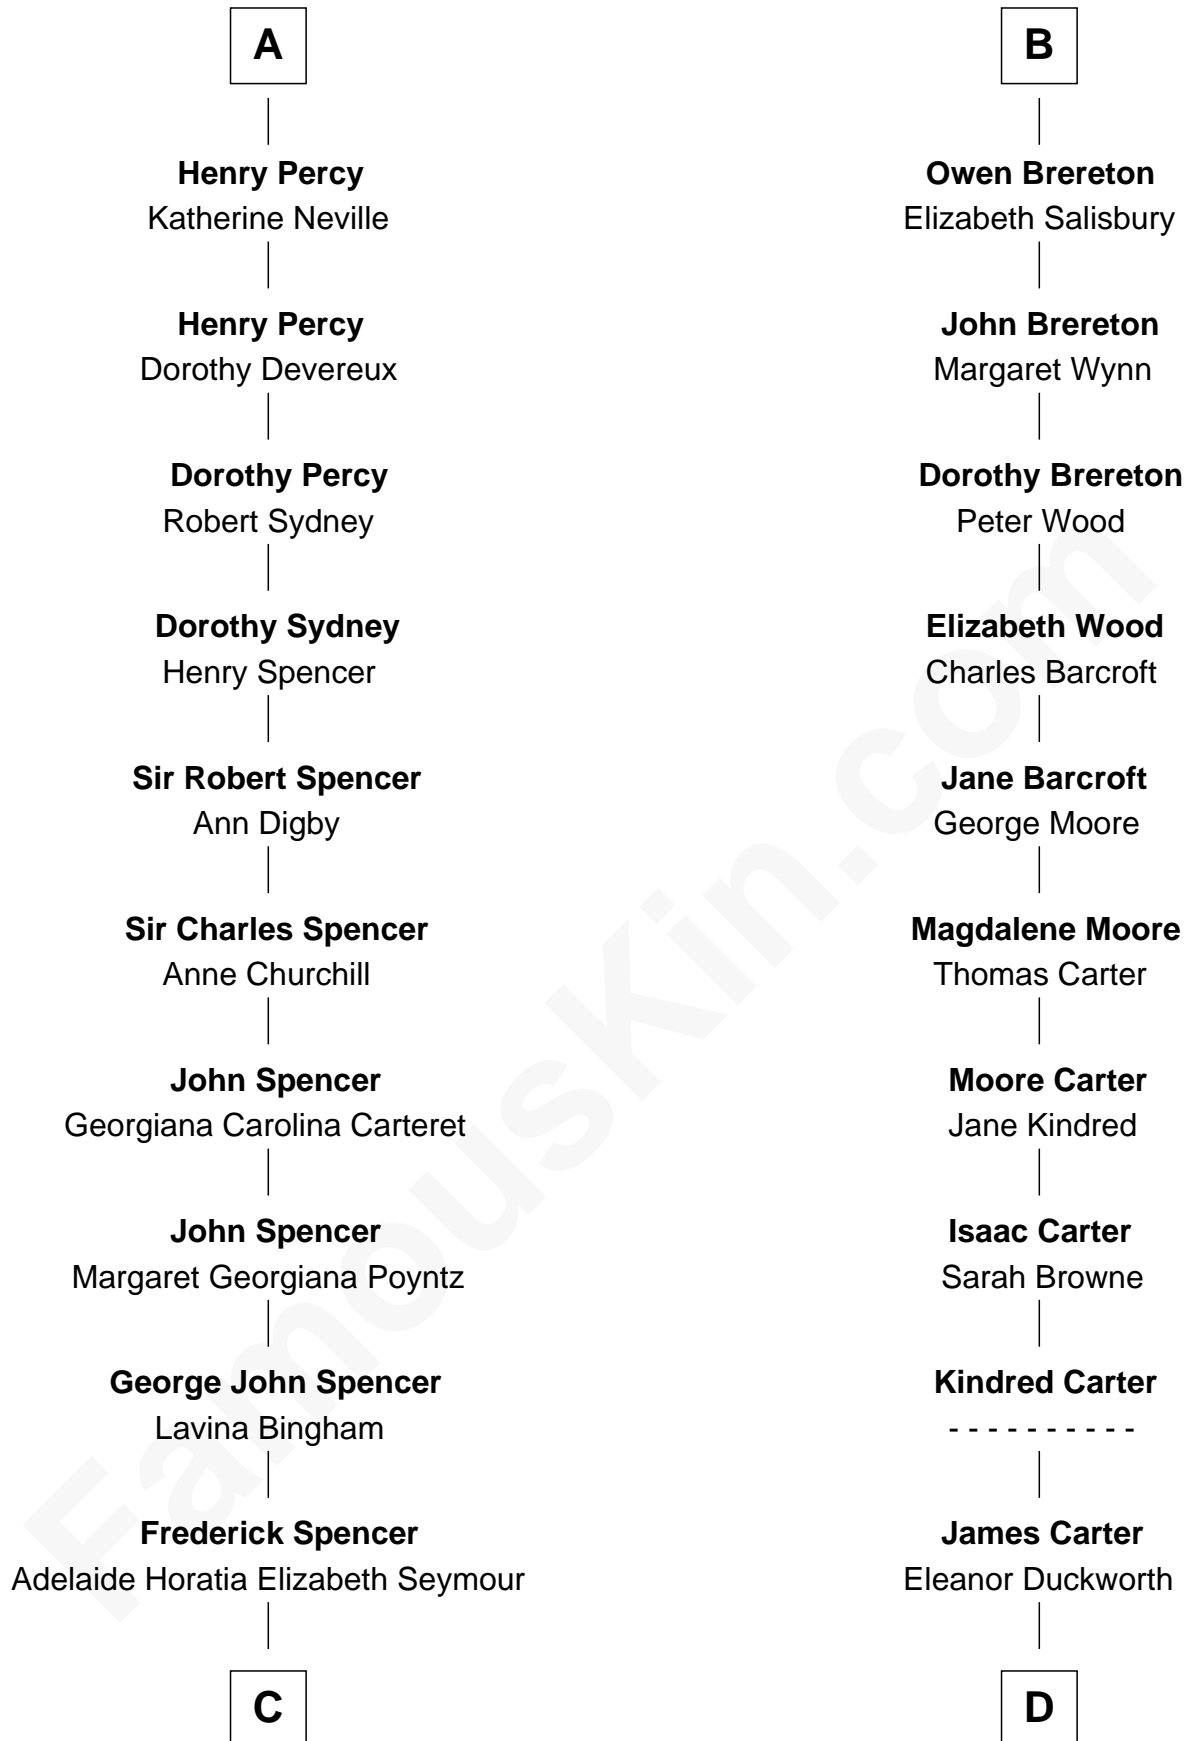 A
Henry Percy
Katherine Neville
Henry Percy
Dorothy Devereux
Dorothy Percy
Robert Sydney
Dorothy Sydney
Henry Spencer
Sir Robert Spencer
Ann Digby
Sir Charles Spencer
Anne Churchill
John Spencer
Georgiana Carolina Carteret
John Spencer
Margaret Georgiana Poyntz
George John Spencer
Lavina Bingham
Frederick Spencer
Adelaide Horatia Elizabeth Seymour
C
B
Owen Brereton
Elizabeth Salisbury
John Brereton
Margaret Wynn
Dorothy Brereton
Peter Wood
Elizabeth Wood
Charles Barcroft
Jane Barcroft
George Moore
Magdalene Moore
Thomas Carter
Moore Carter
Jane Kindred
Isaac Carter
Sarah Browne
Kindred Carter
- - - - - - - - - -
James Carter
Eleanor Duckworth
D
FamousKin.com